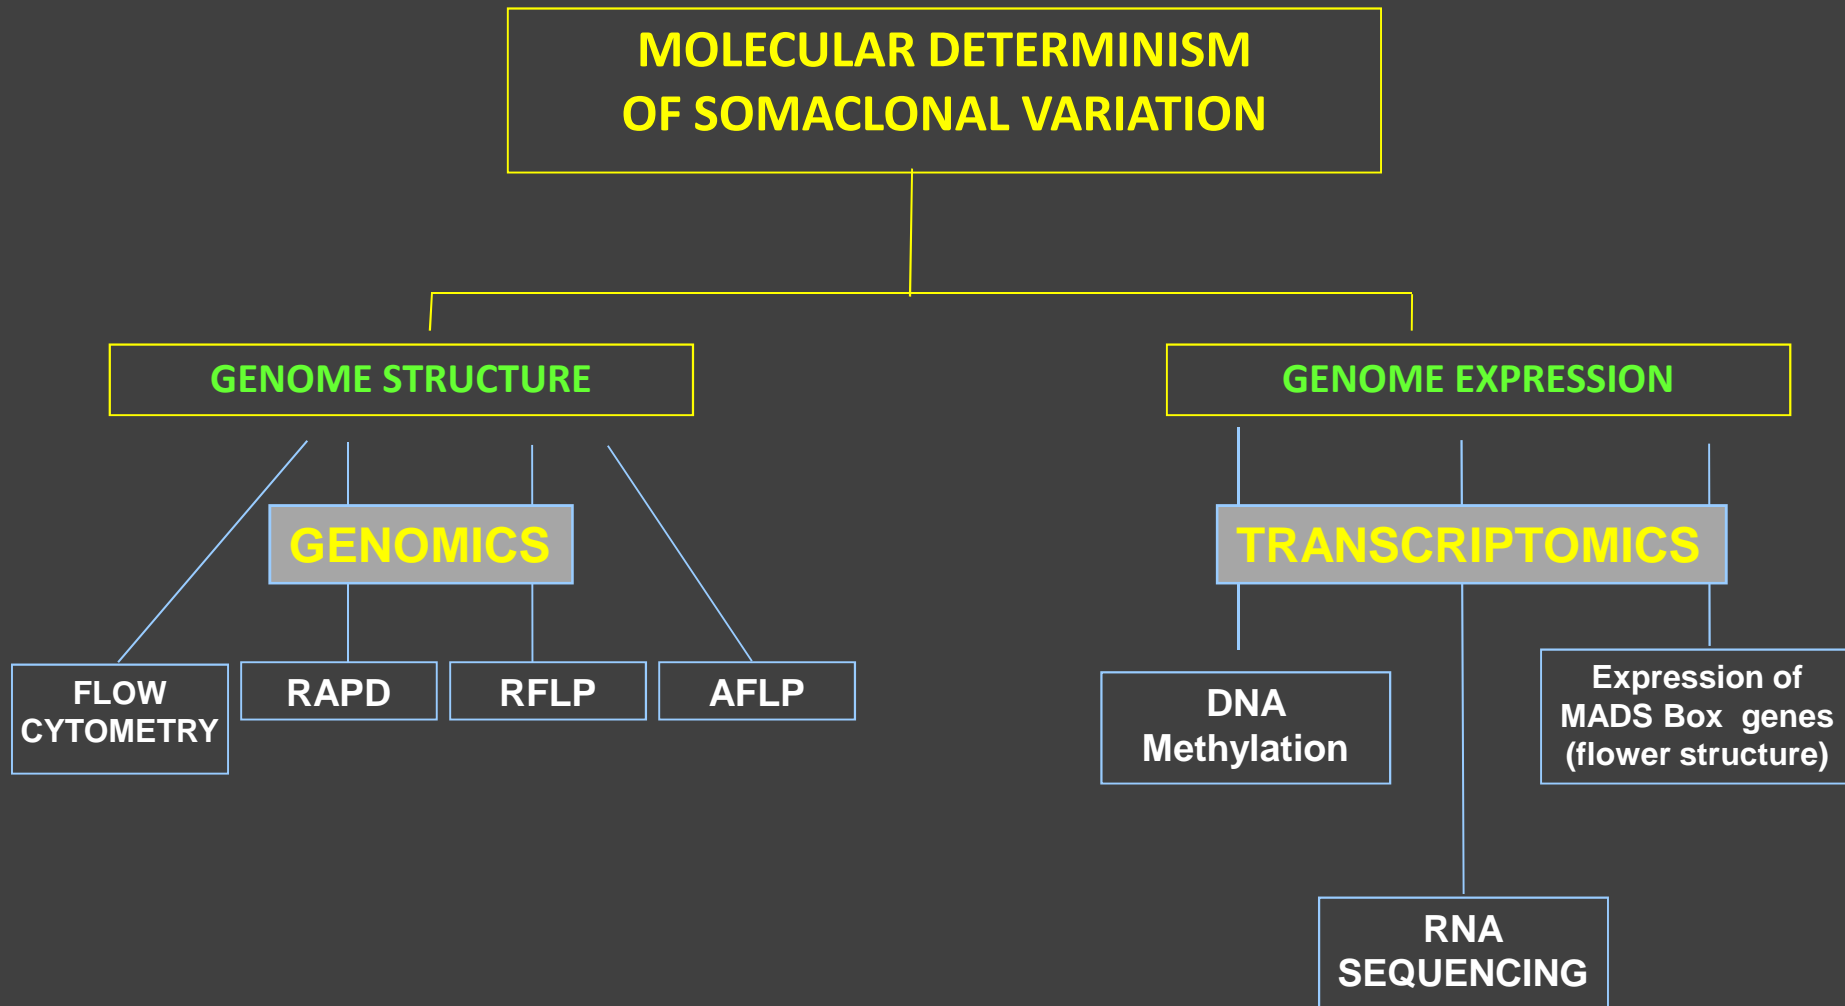 MOLECULAR DETERMINISM
OF SOMACLONAL VARIATION
GENOME STRUCTURE
GENOME EXPRESSION
GENOMICS
TRANSCRIPTOMICS
FLOW
CYTOMETRY
RAPD
RFLP
AFLP
DNA
Methylation
Expression of
MADS Box genes
(flower structure)
RNA
SEQUENCING